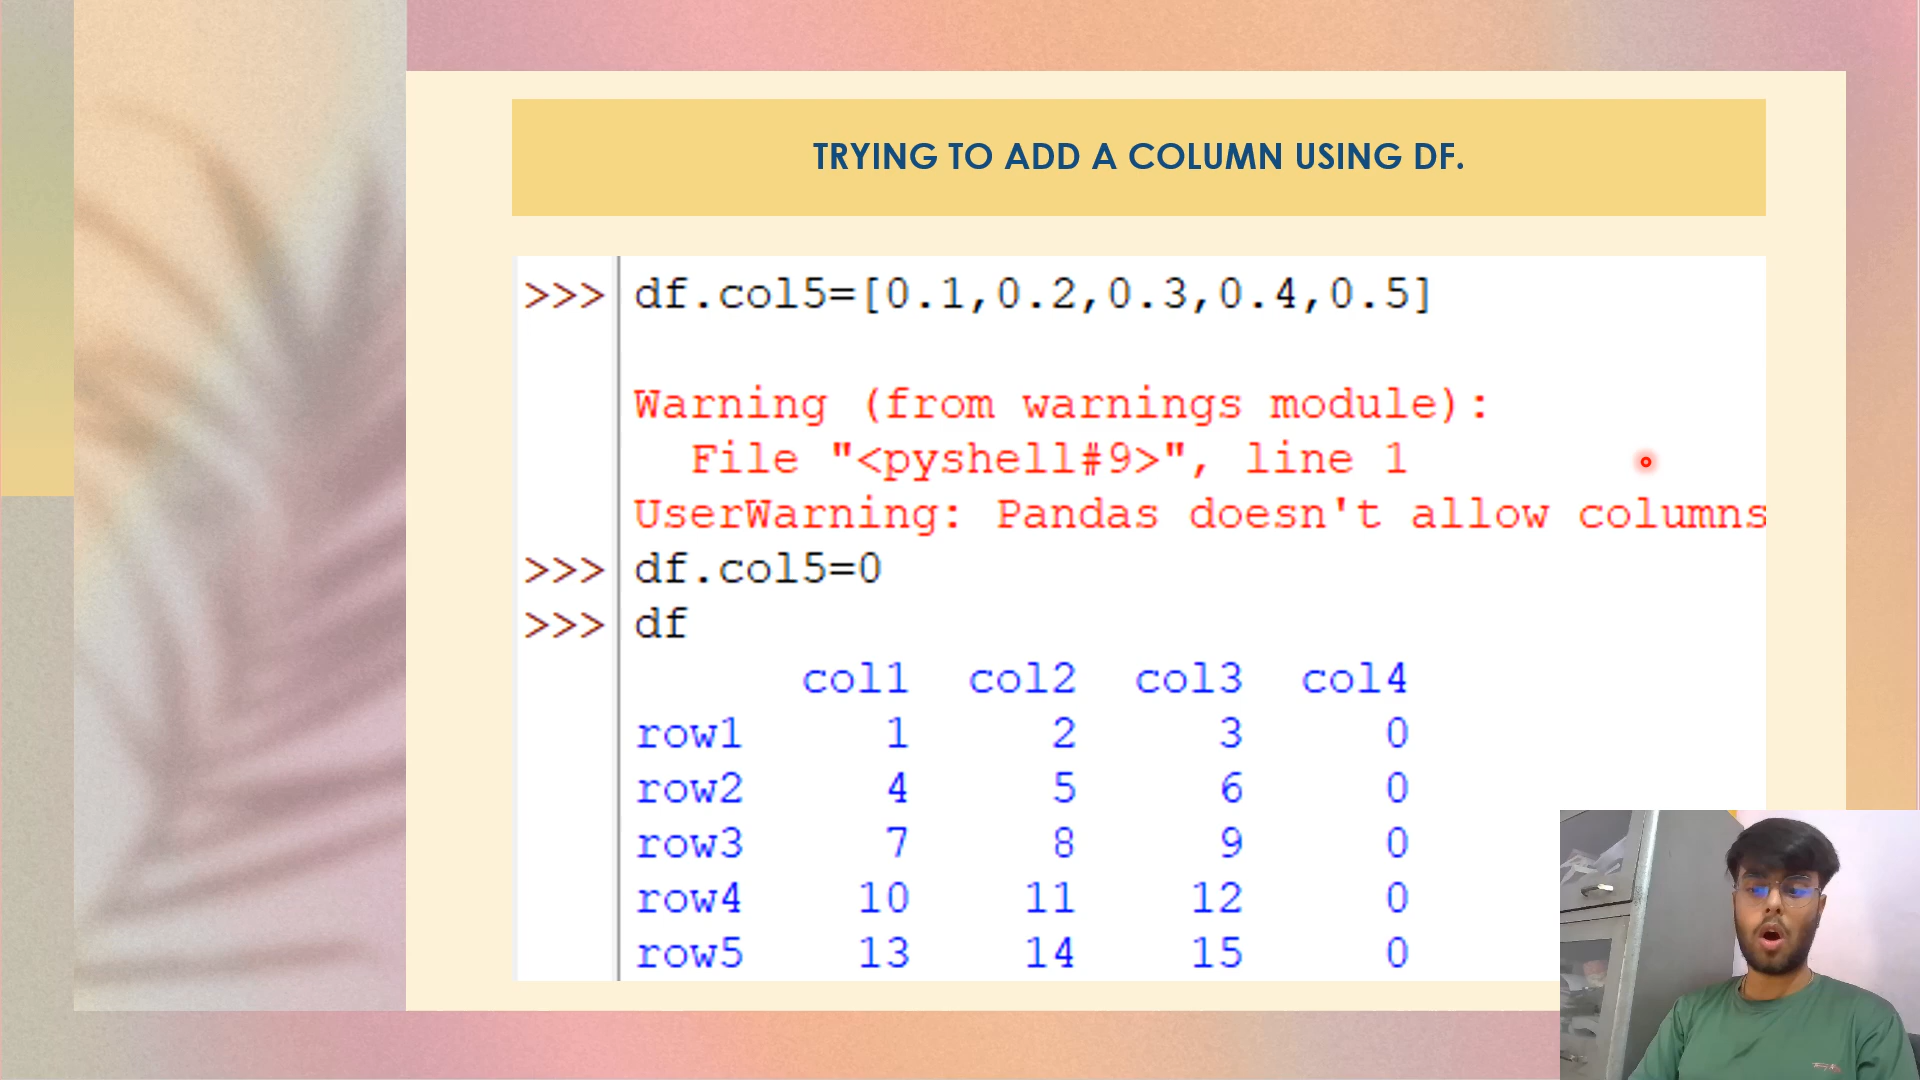 TRYING TO ADD A COLUMN USING DF.
>>> df.col5=[0.1,0.2,0.3,0.4,0.5]
Warning (from warnings module):
File "<pyshell#9>", line 1
UserWarning: Pandas doesn't allow columns
>>> df.col5=0
>>> df
col1 col2 col3 col4
row1 1 2 3 0
row2 4 5 6 0
row3 7 8 9 0
row4 10 11 12 0
row5 13 14 15 0